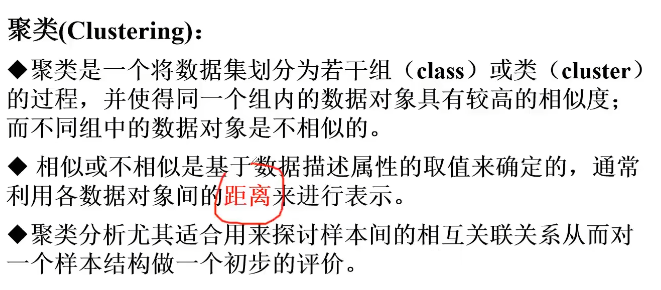 聚类(Clustering)：
◆聚类是一个将数据集划分为若干组（class）或类（cluster）
的过程，并使得同一个组内的数据对象具有较高的相似度；
而不同组中的数据对象是不相似的。
◆ 相似或不相似是基于数据描述属性的取值来确定的，通常
利用各数据对象间的距离来进行表示。
◆聚类分析尤其适合用来探讨样本间的相互关联关系从而对
一个样本结构做一个初步的评价。